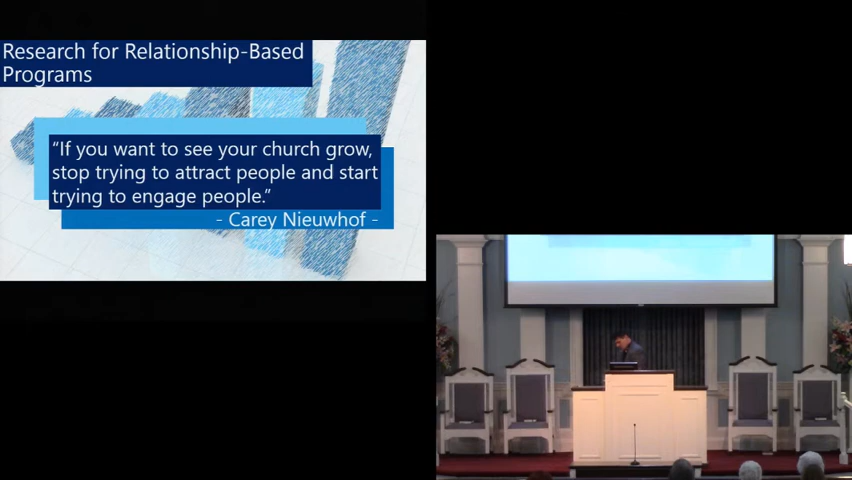 Research for Relationship-Based
Programs
“If you want to see your church grow,
stop trying to attract people and start
trying to engage people.”
- Carey Nieuwhof -